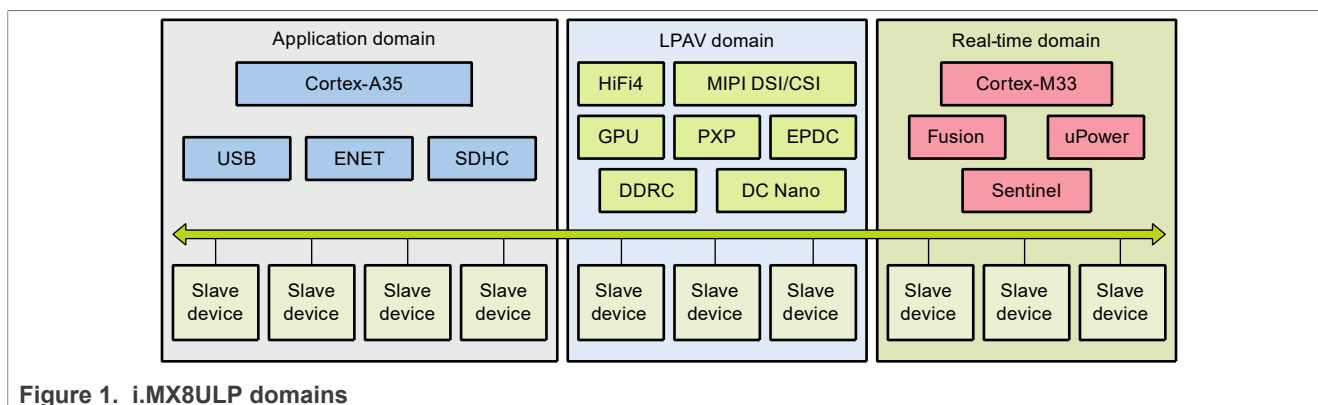 Application domain
Cortex-A35
USB
ENET
SDHC
LPAV domain
HiFi4
MIPI DSI/CSI
GPU
PXP
EPDC
DDRC
DC Nano
Real-time domain
Cortex-M33
Fusion
uPower
Sentinel
Slave
device
Slave
device
Slave
device
Slave
device
Slave
device
Slave
device
Slave
device
Slave
device
Slave
device
Slave
device
Figure 1. i.MX8ULP domains